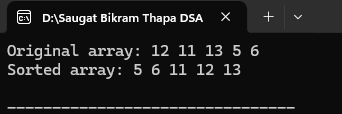 D:\Saugat Bikram Thapa DSA
Original array: 12 11 13 5 6
Sorted array: 5 6 11 12 13
--------------------------------